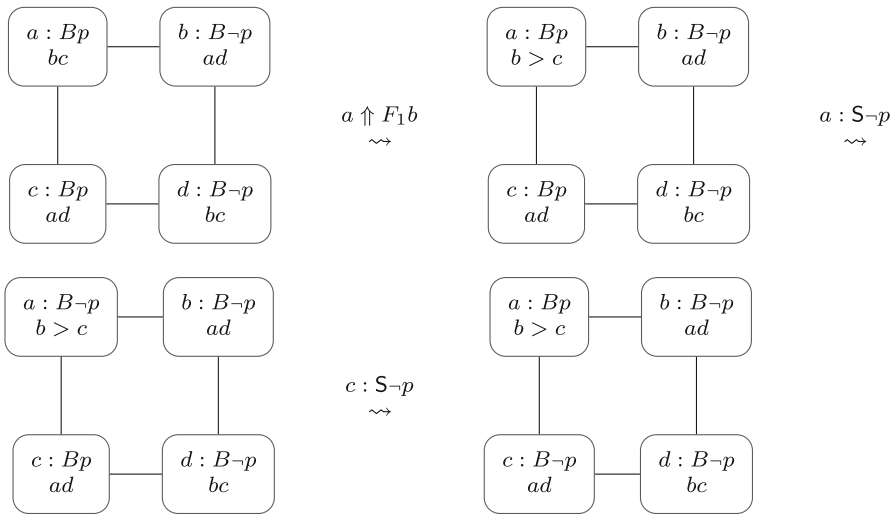 a : Bp
bc
b : B¬p
ad
c : Bp
ad
d : B¬p
bc
a ⇑ F₁b
⇝
a : Bp
b > c
b : B¬p
ad
c : Bp
ad
d : B¬p
bc
a : S¬p
⇝
a : B¬p
b > c
b : B¬p
ad
c : Bp
ad
d : B¬p
bc
c : S¬p
⇝
a : Bp
b > c
b : B¬p
ad
c : B¬p
ad
d : B¬p
bc